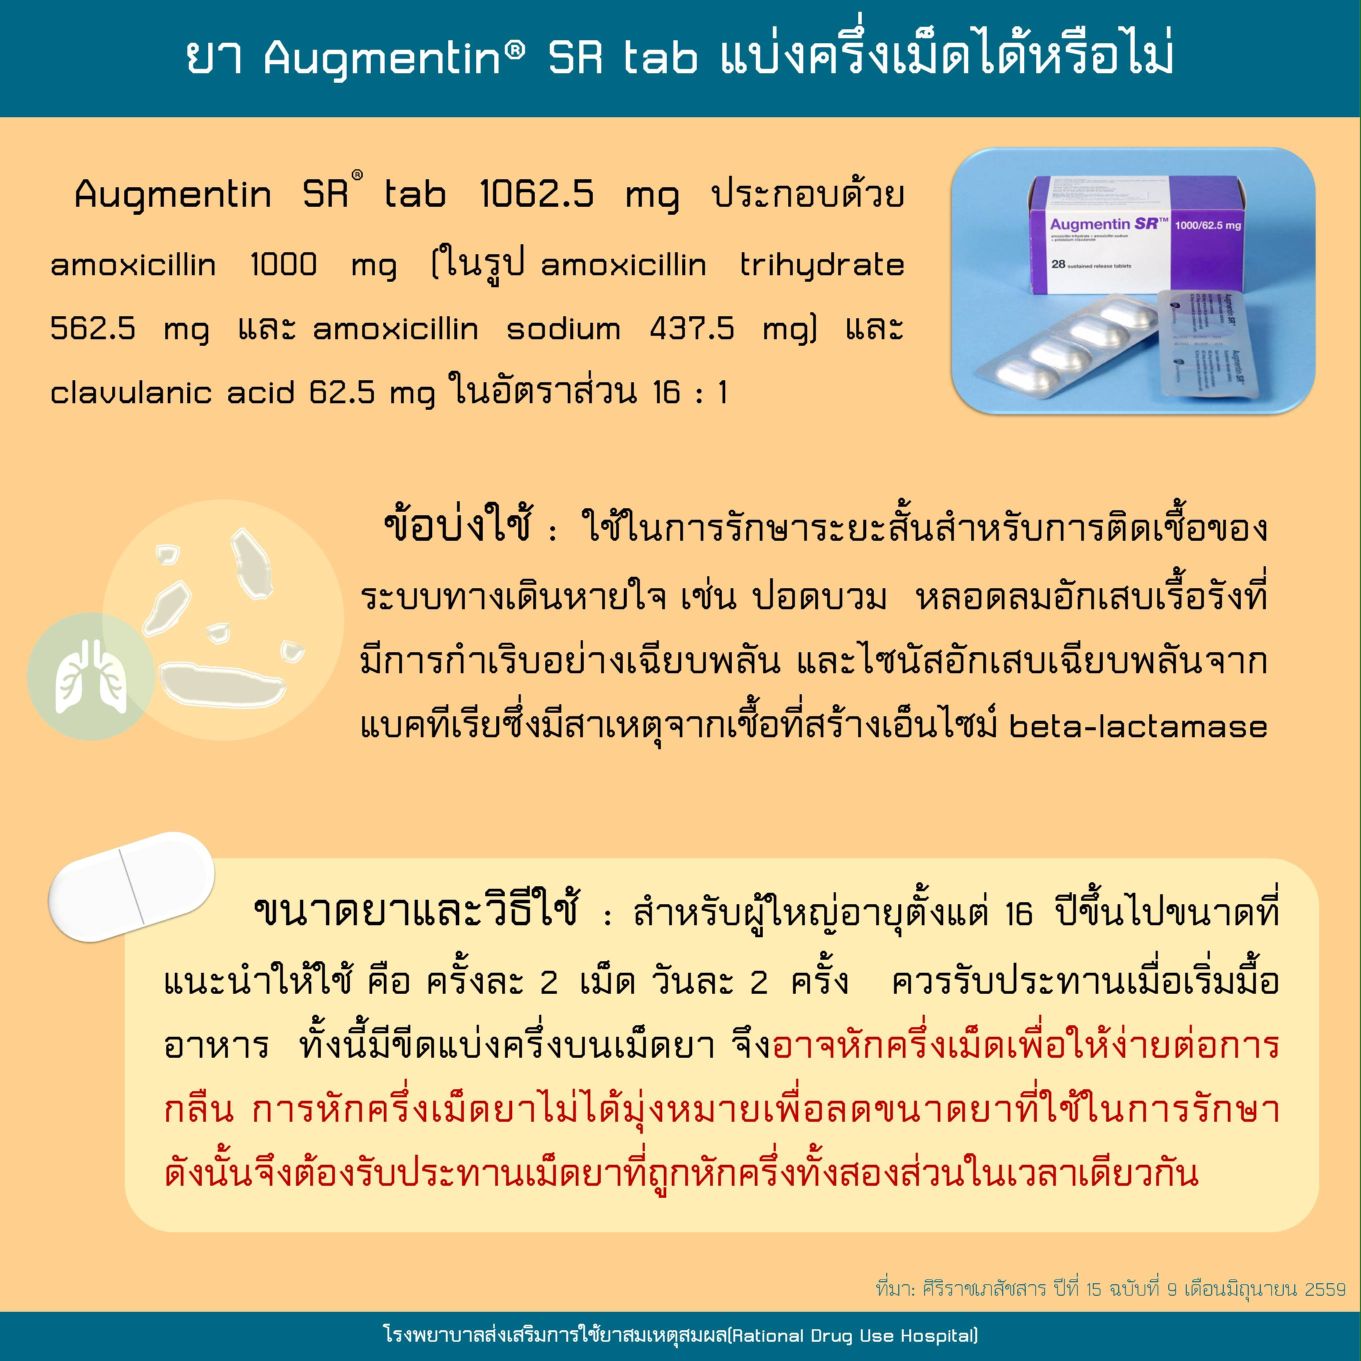 ยา Augmentin® SR tab แบ่งครึ่งเม็ดได้หรือไม่
Augmentin SR® tab 1062.5 mg ประกอบด้วย
amoxicillin 1000 mg (ในรูป amoxicillin trihydrate
562.5 mg และ amoxicillin sodium 437.5 mg) และ
clavulanic acid 62.5 mg ในอัตราส่วน 16 : 1
Augmentin SR™ 1000/62.5 mg
28 sustained release tablets
ข้อบ่งใช้ : ใช้ในการรักษาระยะสั้นสำหรับการติดเชื้อของ
ระบบทางเดินหายใจ เช่น ปอดบวม หลอดลมอักเสบเรื้อรังที่
มีการกำเริบอย่างเฉียบพลัน และไซนัสอักเสบเฉียบพลันจาก
แบคทีเรียซึ่งมีสาเหตุจากเชื้อที่สร้างเอ็นไซม์ beta-lactamase
ขนาดยาและวิธีใช้ : สำหรับผู้ใหญ่อายุตั้งแต่ 16 ปีขึ้นไปขนาดที่
แนะนำให้ใช้ คือ ครั้งละ 2 เม็ด วันละ 2 ครั้ง ควรรับประทานเมื่อเริ่มมื้อ
อาหาร ทั้งนี้มีขีดแบ่งครึ่งบนเม็ดยา จึงอาจหักครึ่งเม็ดเพื่อให้ง่ายต่อการ
กลืน การหักครึ่งเม็ดยาไม่ได้มุ่งหมายเพื่อลดขนาดยาที่ใช้ในการรักษา
ดังนั้นจึงต้องรับประทานเม็ดยาที่ถูกหักครึ่งทั้งสองส่วนในเวลาเดียวกัน
ที่มา: ศิริราชเภสัชสาร ปีที่ 15 ฉบับที่ 9 เดือนมิถุนายน 2559
โรงพยาบาลส่งเสริมการใช้ยาสมเหตุสมผล(Rational Drug Use Hospital)